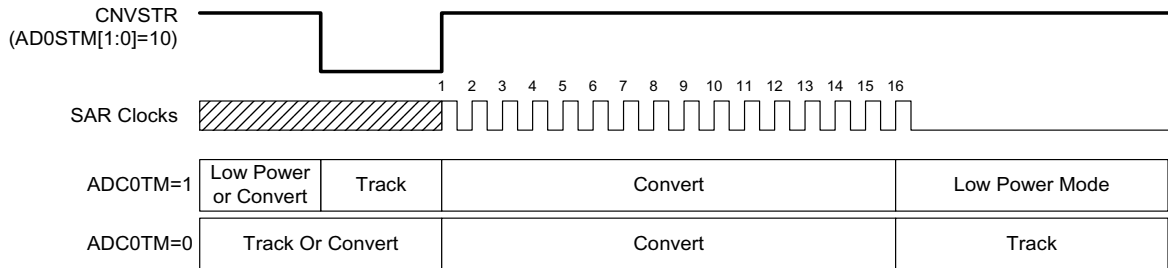 CNVSTR
(AD0STM[1:0]=10)
1 2 3 4 5 6 7 8 9 10 11 12 13 14 15 16
SAR Clocks
ADC0TM=1
Low Power
or Convert
Track
Convert
Low Power Mode
ADC0TM=0
Track Or Convert
Convert
Track